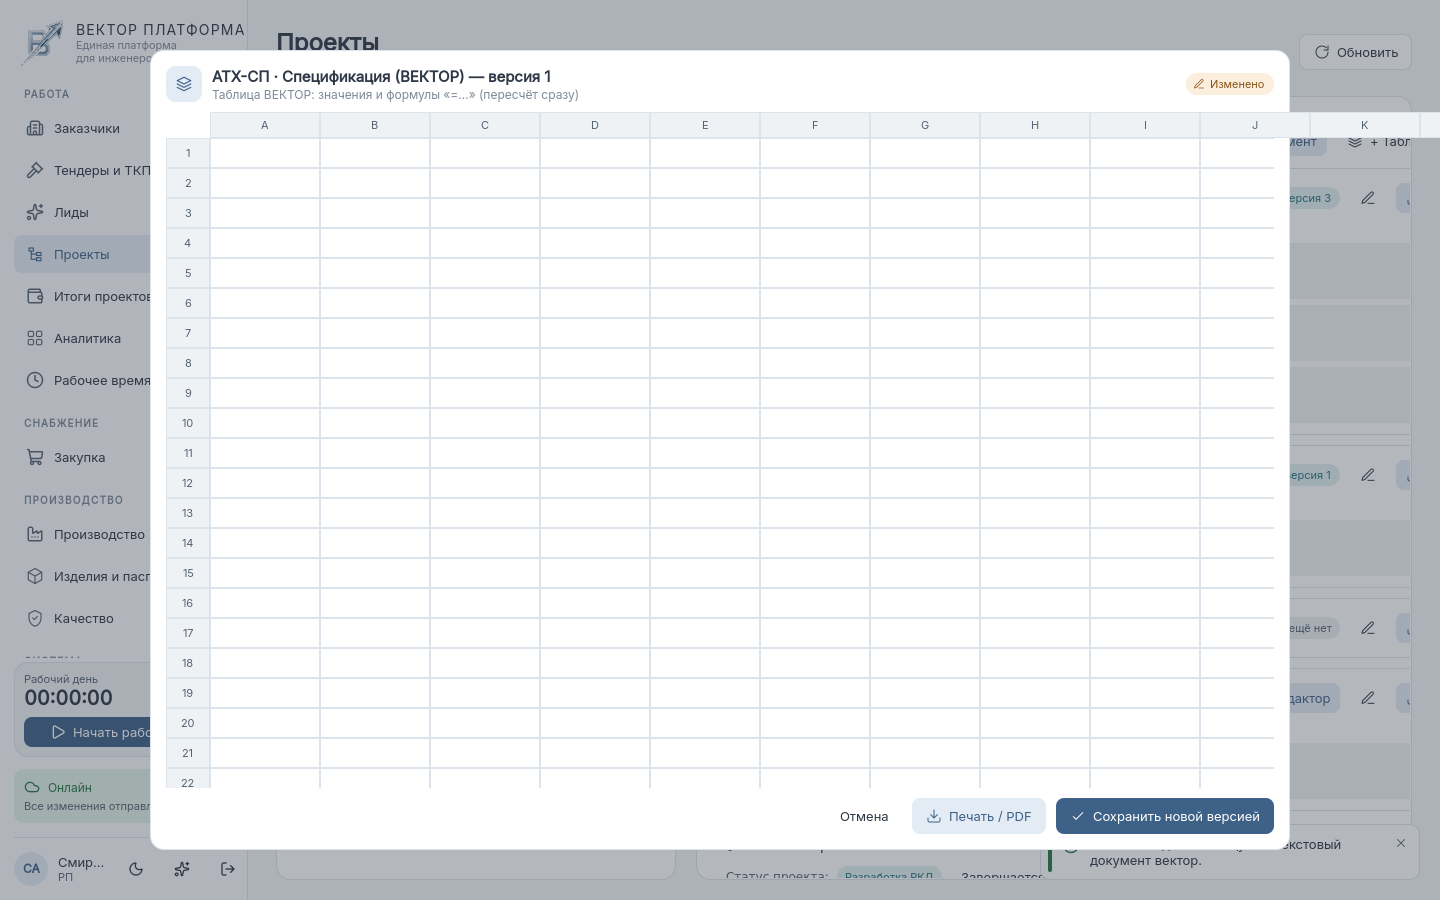 ВЕКТОР ПЛАТФОРМА
Единая платформа
для инженерс
РАБОТА
Заказчики
Тендеры и ТКП
Лиды
Проекты
Итоги проектов
Аналитика
Рабочее время
СНАБЖЕНИЕ
Закупка
ПРОИЗВОДСТВО
Производство
Изделия и пасп
Качество
Рабочий день
00:00:00
Начать рабо
Онлайн
Все изменения отправл
СА
Смир...
РП
Проекты
Обновить
АТХ-СП · Спецификация (ВЕКТОР) — версия 1
Таблица ВЕКТОР: значения и формулы «=...» (пересчёт сразу)
Изменено
A B C D E F G H I J K
1
2
3
4
5
6
7
8
9
10
11
12
13
14
15
16
17
18
19
20
21
22
Отмена
Печать / PDF
Сохранить новой версией
мент
+ Табл
ерсия 3
ерсия 1
ещё нет
дактор
Статус проекта:
Разработка РКД
документ вектор.